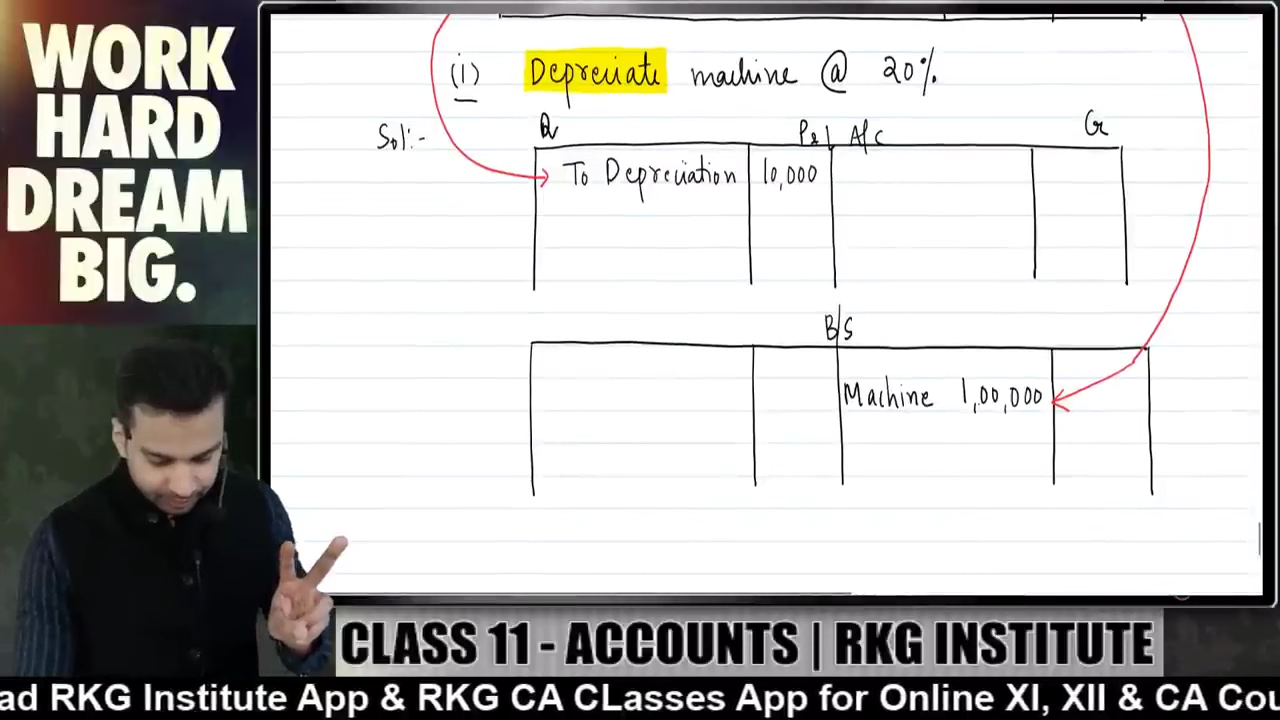 WORK
HARD
DREAM
BIG.
(1) Depreciate machine @ 20%
Sol:-
Dr P&L A/C Cr
To Depreciation 10,000
B/S
Machine 1,00,000
CLASS 11 - ACCOUNTS | RKG INSTITUTE
ad RKG Institute App & RKG CA CLasses App for Online XI, XII & CA Cou